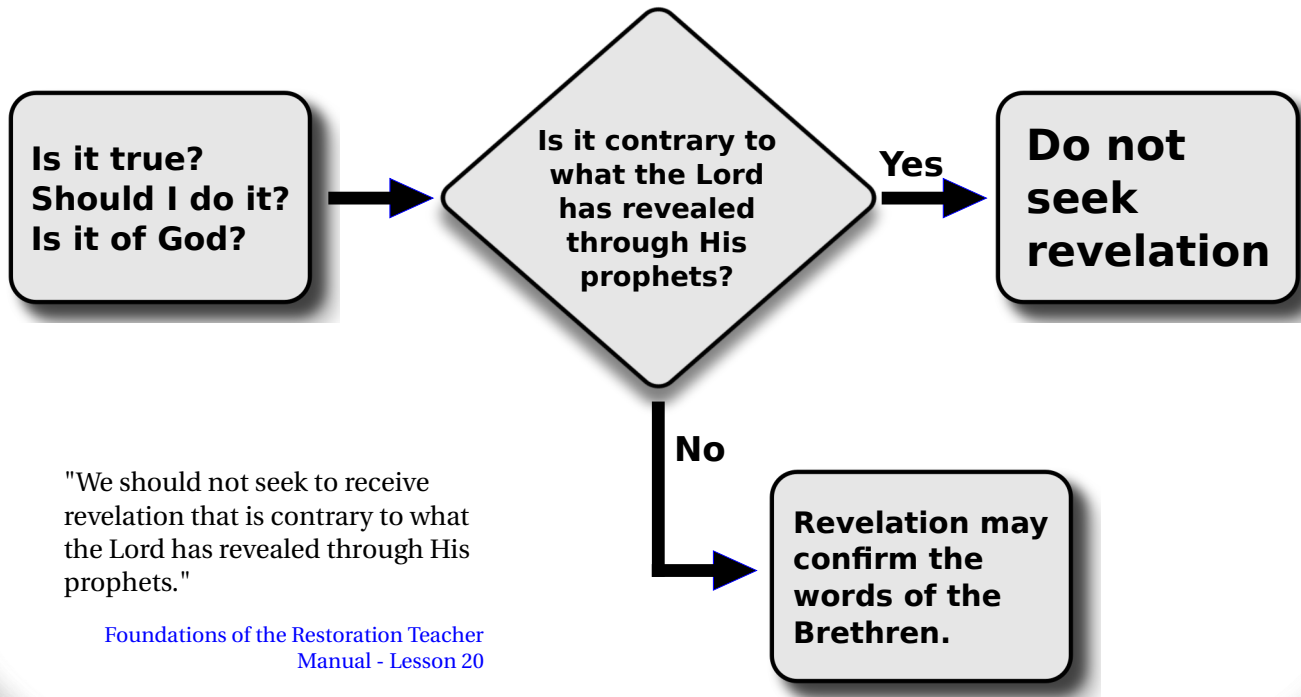 Is it true?
Should I do it?
Is it of God?
Is it contrary to
what the Lord
has revealed
through His
prophets?
Yes
Do not
seek
revelation
No
Revelation may
confirm the
words of the
Brethren.
"We should not seek to receive
revelation that is contrary to what
the Lord has revealed through His
prophets."
Foundations of the Restoration Teacher
Manual - Lesson 20